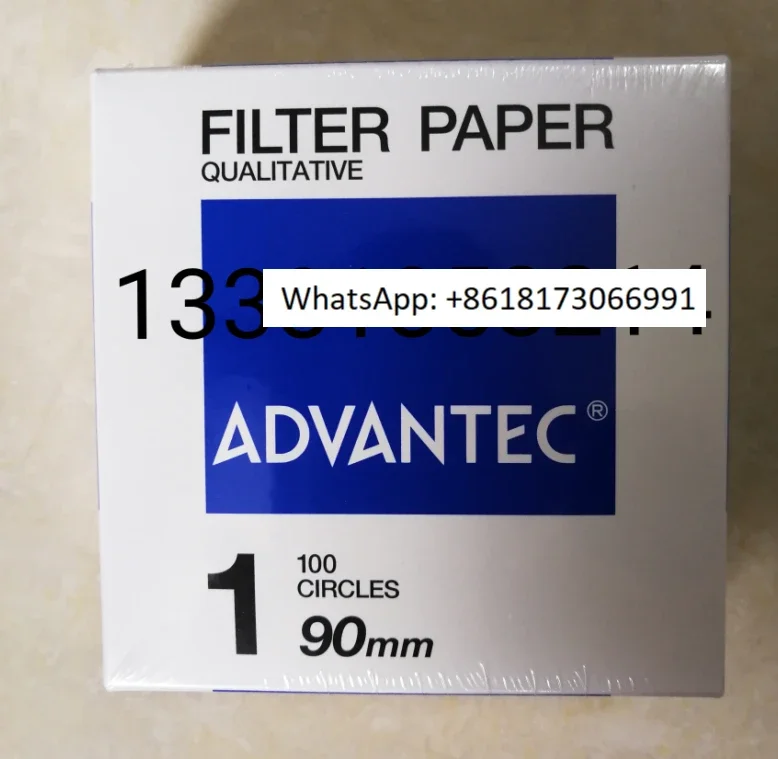 FILTER PAPER
QUALITATIVE
WhatsApp: +8618173066991
ADVANTEC®
1
100
CIRCLES
90mm